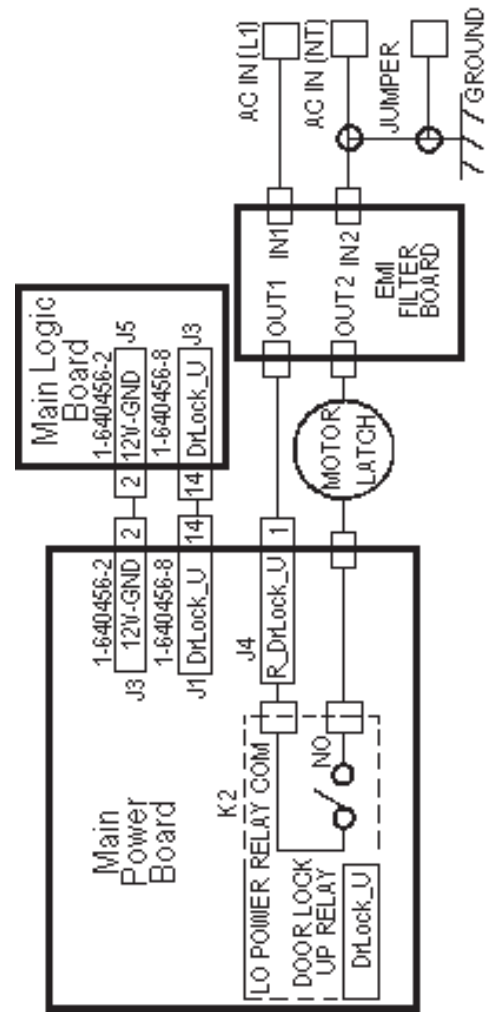 Main
Power
Board
J3
1-640456-2
12V-GND
2
J1
1-640456-8
DrLock_U
14
J4
R_DrLock_U
1
K2
LO POWER RELAY COM
NO
DOOR LOCK
UP RELAY
DrLock_U
Main Logic
Board
1-640456-2
2
12V-GND
J5
1-640456-8
14
DrLock_U
J3
MOTOR
LATCH
OUT1
IN1
OUT2
IN2
EMI
FILTER
BOARD
AC IN (L1)
AC IN (NT)
JUMPER
GROUND